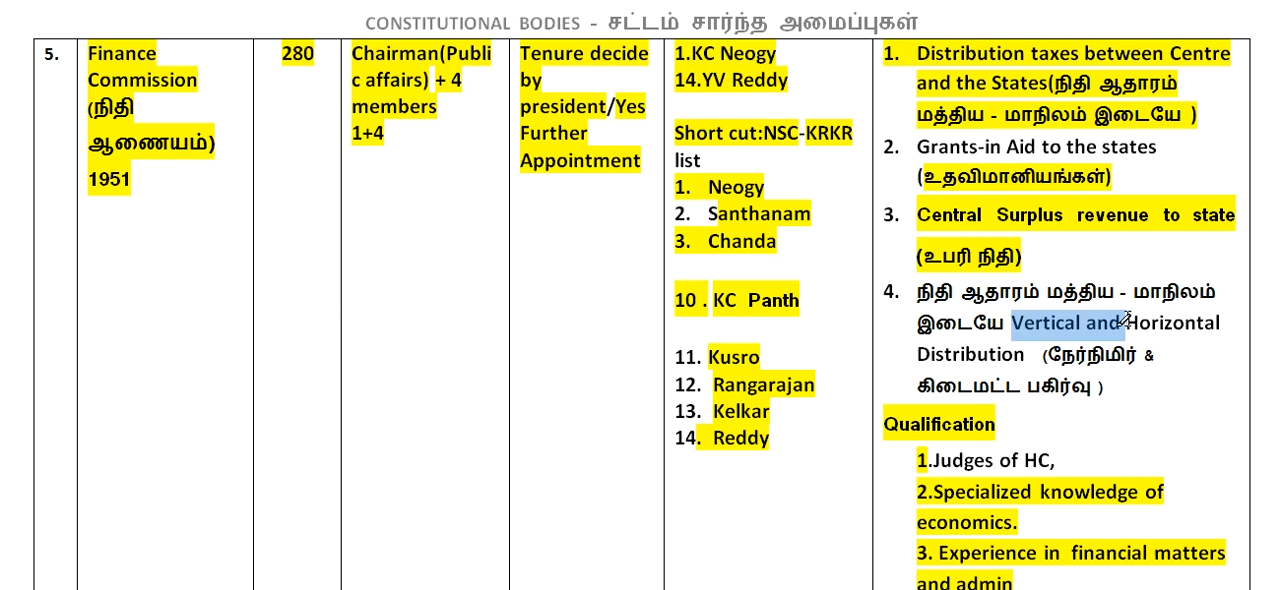 CONSTITUTIONAL BODIES - சட்டம் சார்ந்த அமைப்புகள்
5.
Finance
Commission
(நிதி
ஆணையம்)
1951
280
Chairman(Publi
c affairs) + 4
members
1+4
Tenure decide
by
president/Yes
Further
Appointment
1.KC Neogy
14.YV Reddy
Short cut:NSC-KRKR
list
1. Neogy
2. Santhanam
3. Chanda
10 . KC Panth
11. Kusro
12. Rangarajan
13. Kelkar
14. Reddy
1. Distribution taxes between Centre
and the States(நிதி ஆதாரம்
மத்திய - மாநிலம் இடையே )
2. Grants-in Aid to the states
(உதவிமானியங்கள்)
3. Central Surplus revenue to state
(உபரி நிதி)
4. நிதி ஆதாரம் மத்திய - மாநிலம்
இடையே Vertical and Horizontal
Distribution (நேர்நிமிர் &
கிடைமட்ட பகிர்வு )
Qualification
1.Judges of HC,
2.Specialized knowledge of
economics.
3. Experience in financial matters
and admin